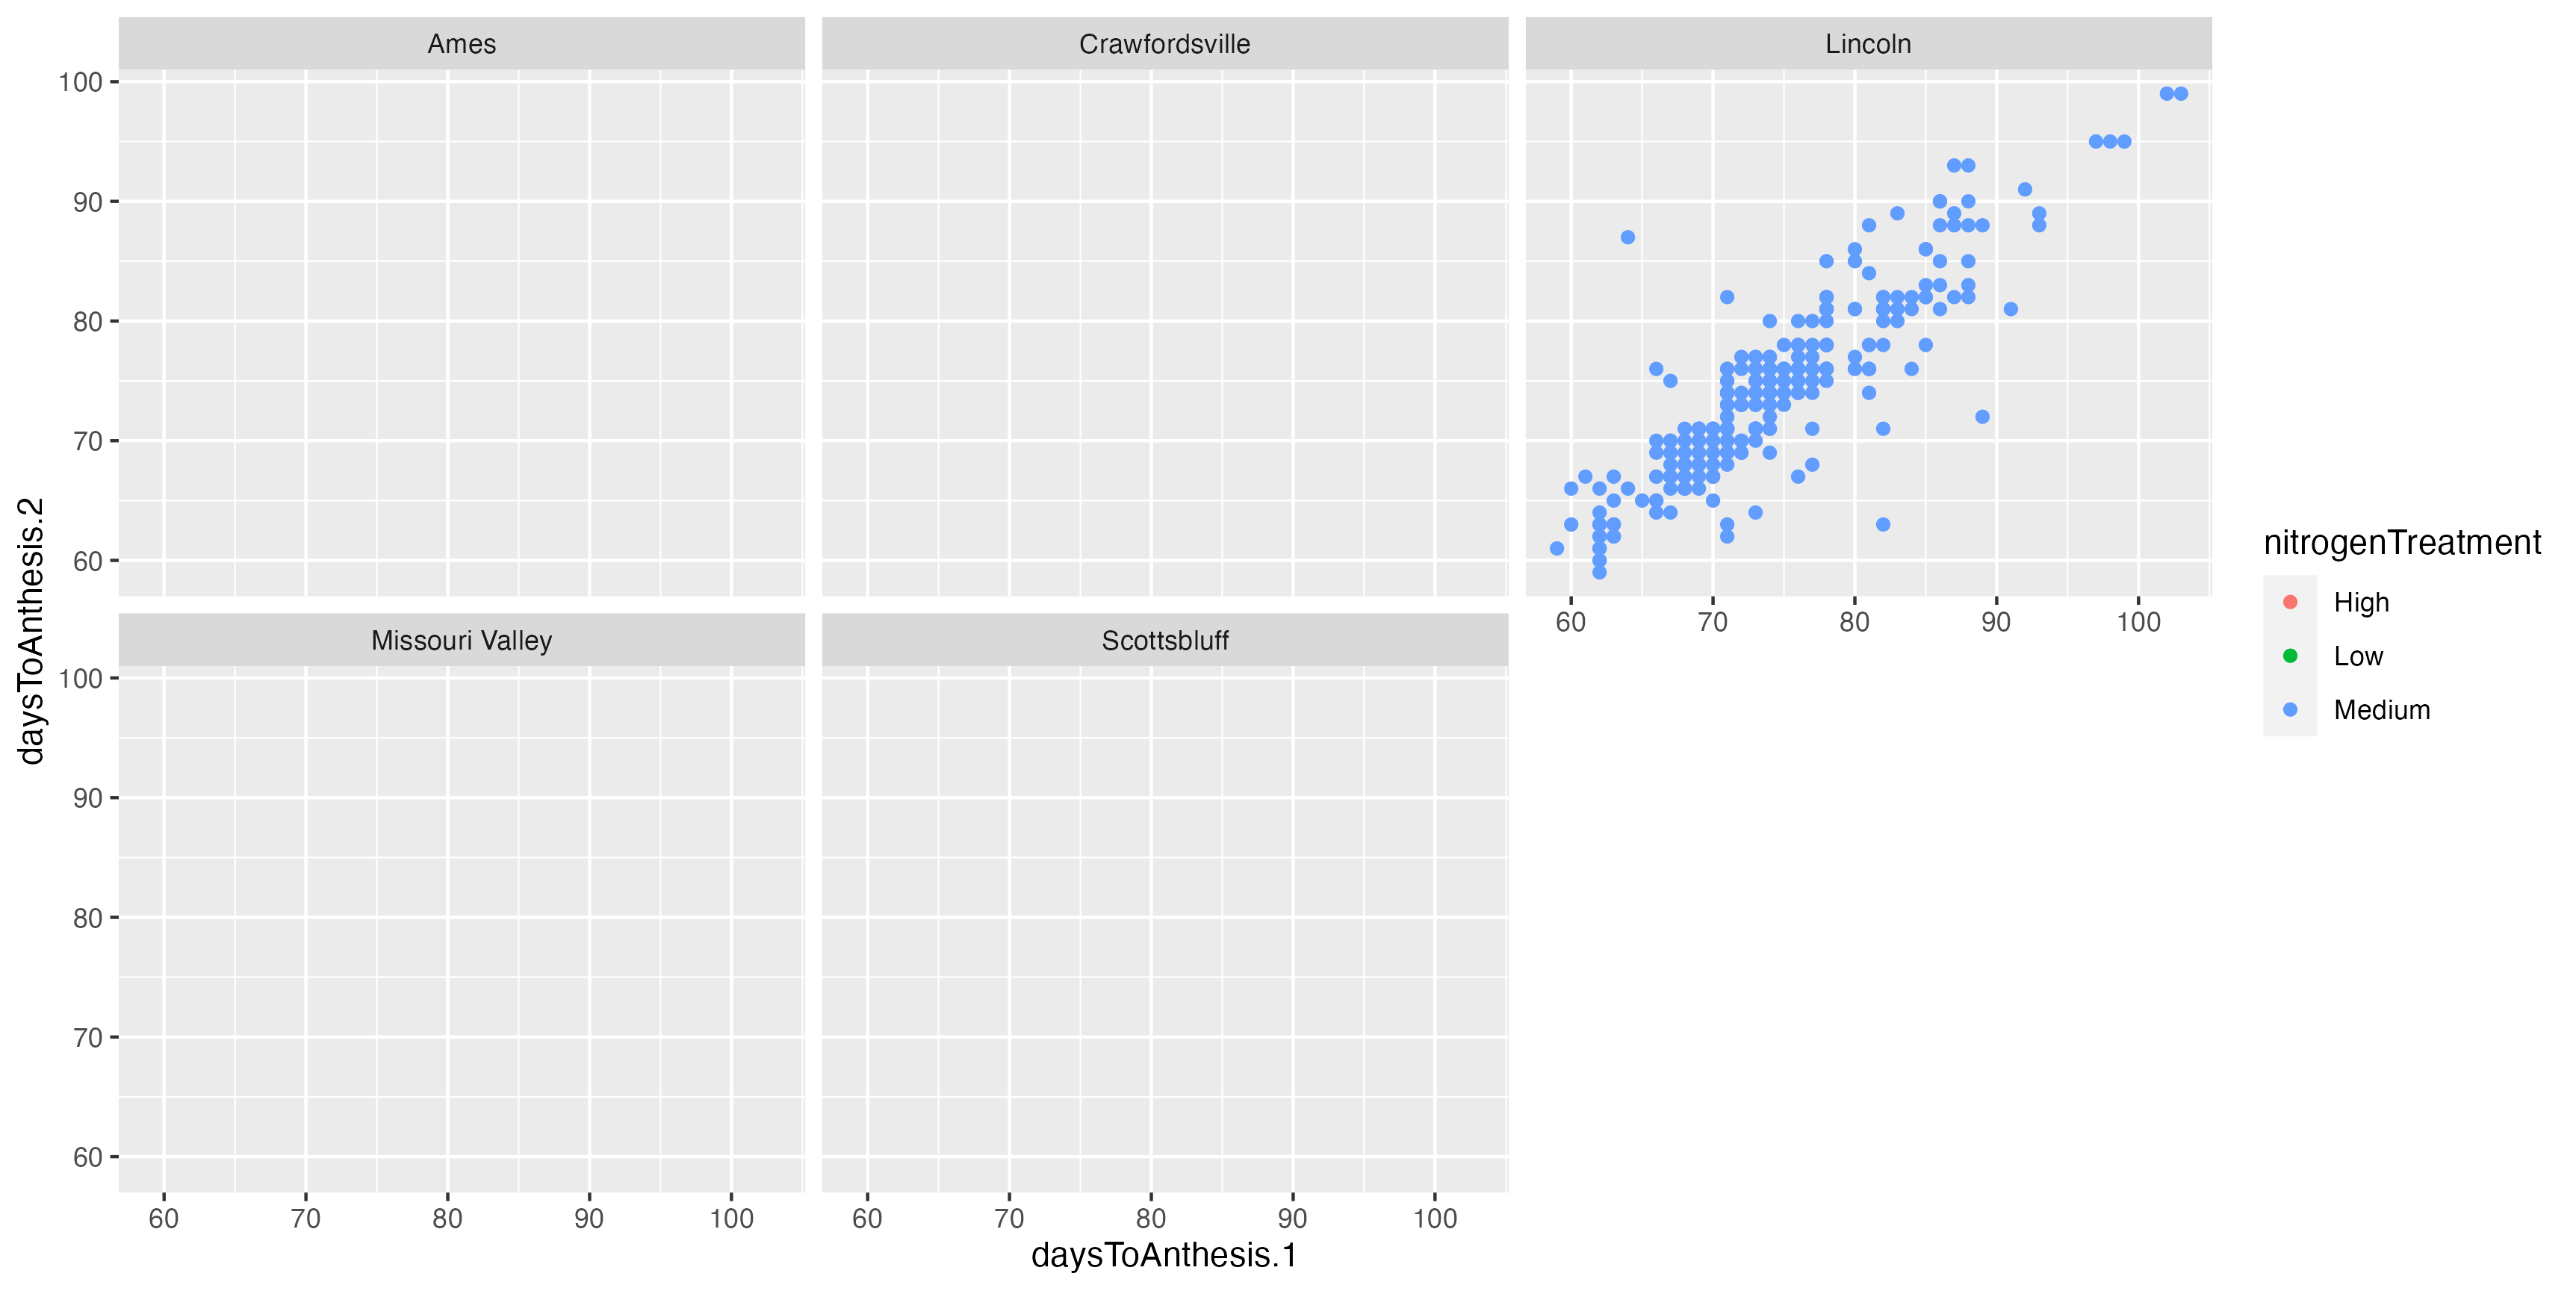 Ames
Crawfordsville
Lincoln
100
90
80
70
60
60 70 80 90 100
Missouri Valley
Scottsbluff
100
90
80
70
60
60 70 80 90 100
60 70 80 90 100
daysToAnthesis.1
daysToAnthesis.2
nitrogenTreatment
High
Low
Medium